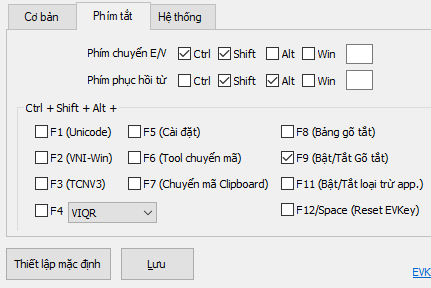 Cơ bản Phím tắt Hệ thống
Phím chuyển E/V Ctrl Shift Alt Win
Phím phục hồi từ Ctrl Shift Alt Win
Ctrl + Shift + Alt +
F1 (Unicode) F5 (Cài đặt) F8 (Bảng gõ tắt)
F2 (VNI-Win) F6 (Tool chuyển mã) F9 (Bật/Tắt Gõ tắt)
F3 (TCNV3) F7 (Chuyển mã Clipboard) F11 (Bật/Tắt loại trừ app.)
F4 VIQR F12/Space (Reset EVKey)
Thiết lập mặc định Lưu
EVK